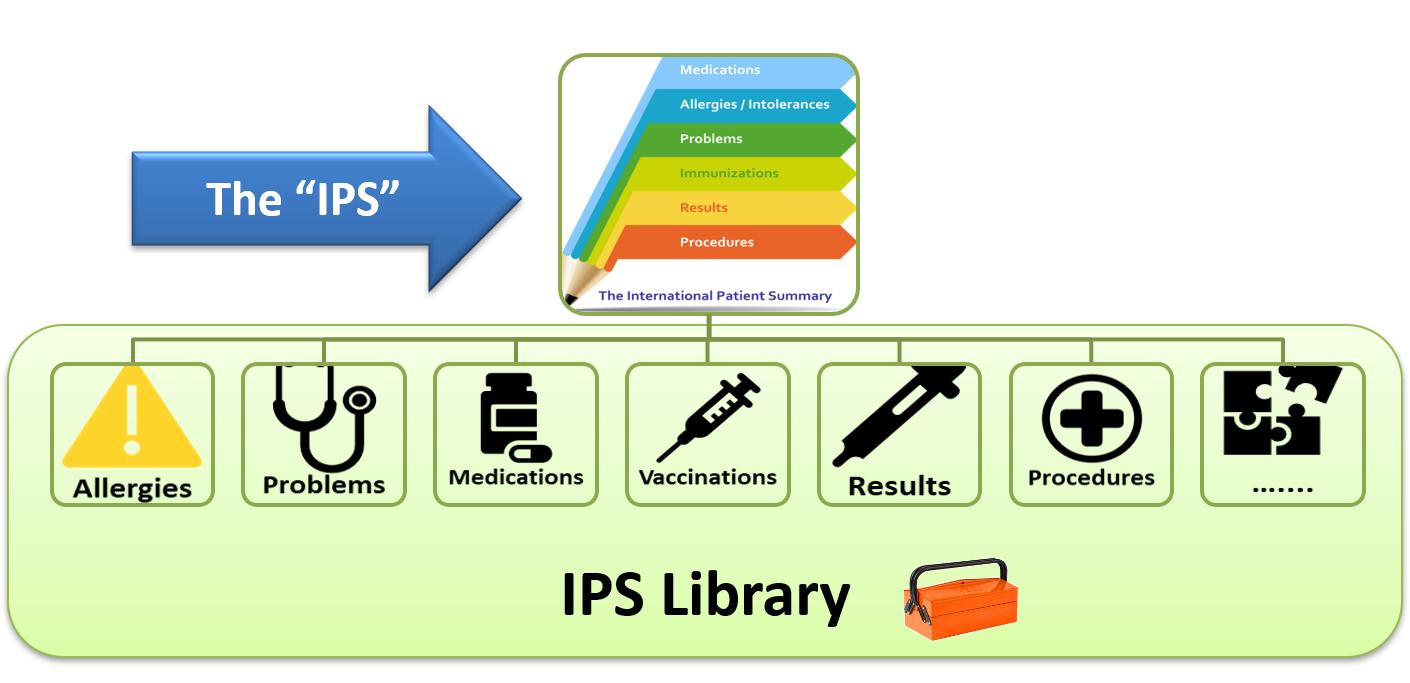 The “IPS”
Medications
Allergies / Intolerances
Problems
Immunizations
Results
Procedures
The International Patient Summary
Allergies
Problems
Medications
Vaccinations
Results
Procedures
.......
IPS Library